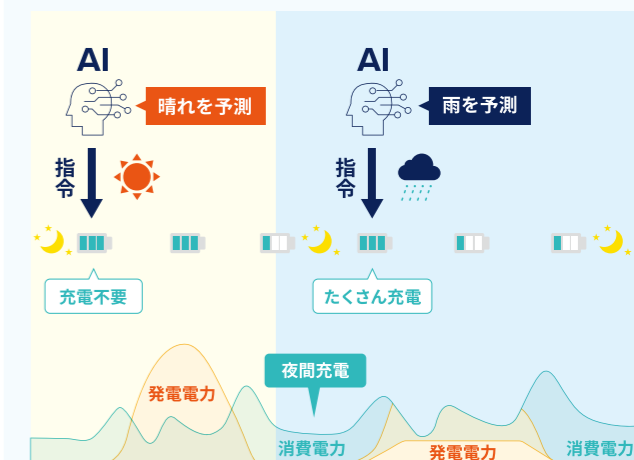 AI
晴れを予測
指令
充電不要
発電電力
AI
雨を予測
指令
たくさん充電
夜間充電
消費電力
発電電力
消費電力